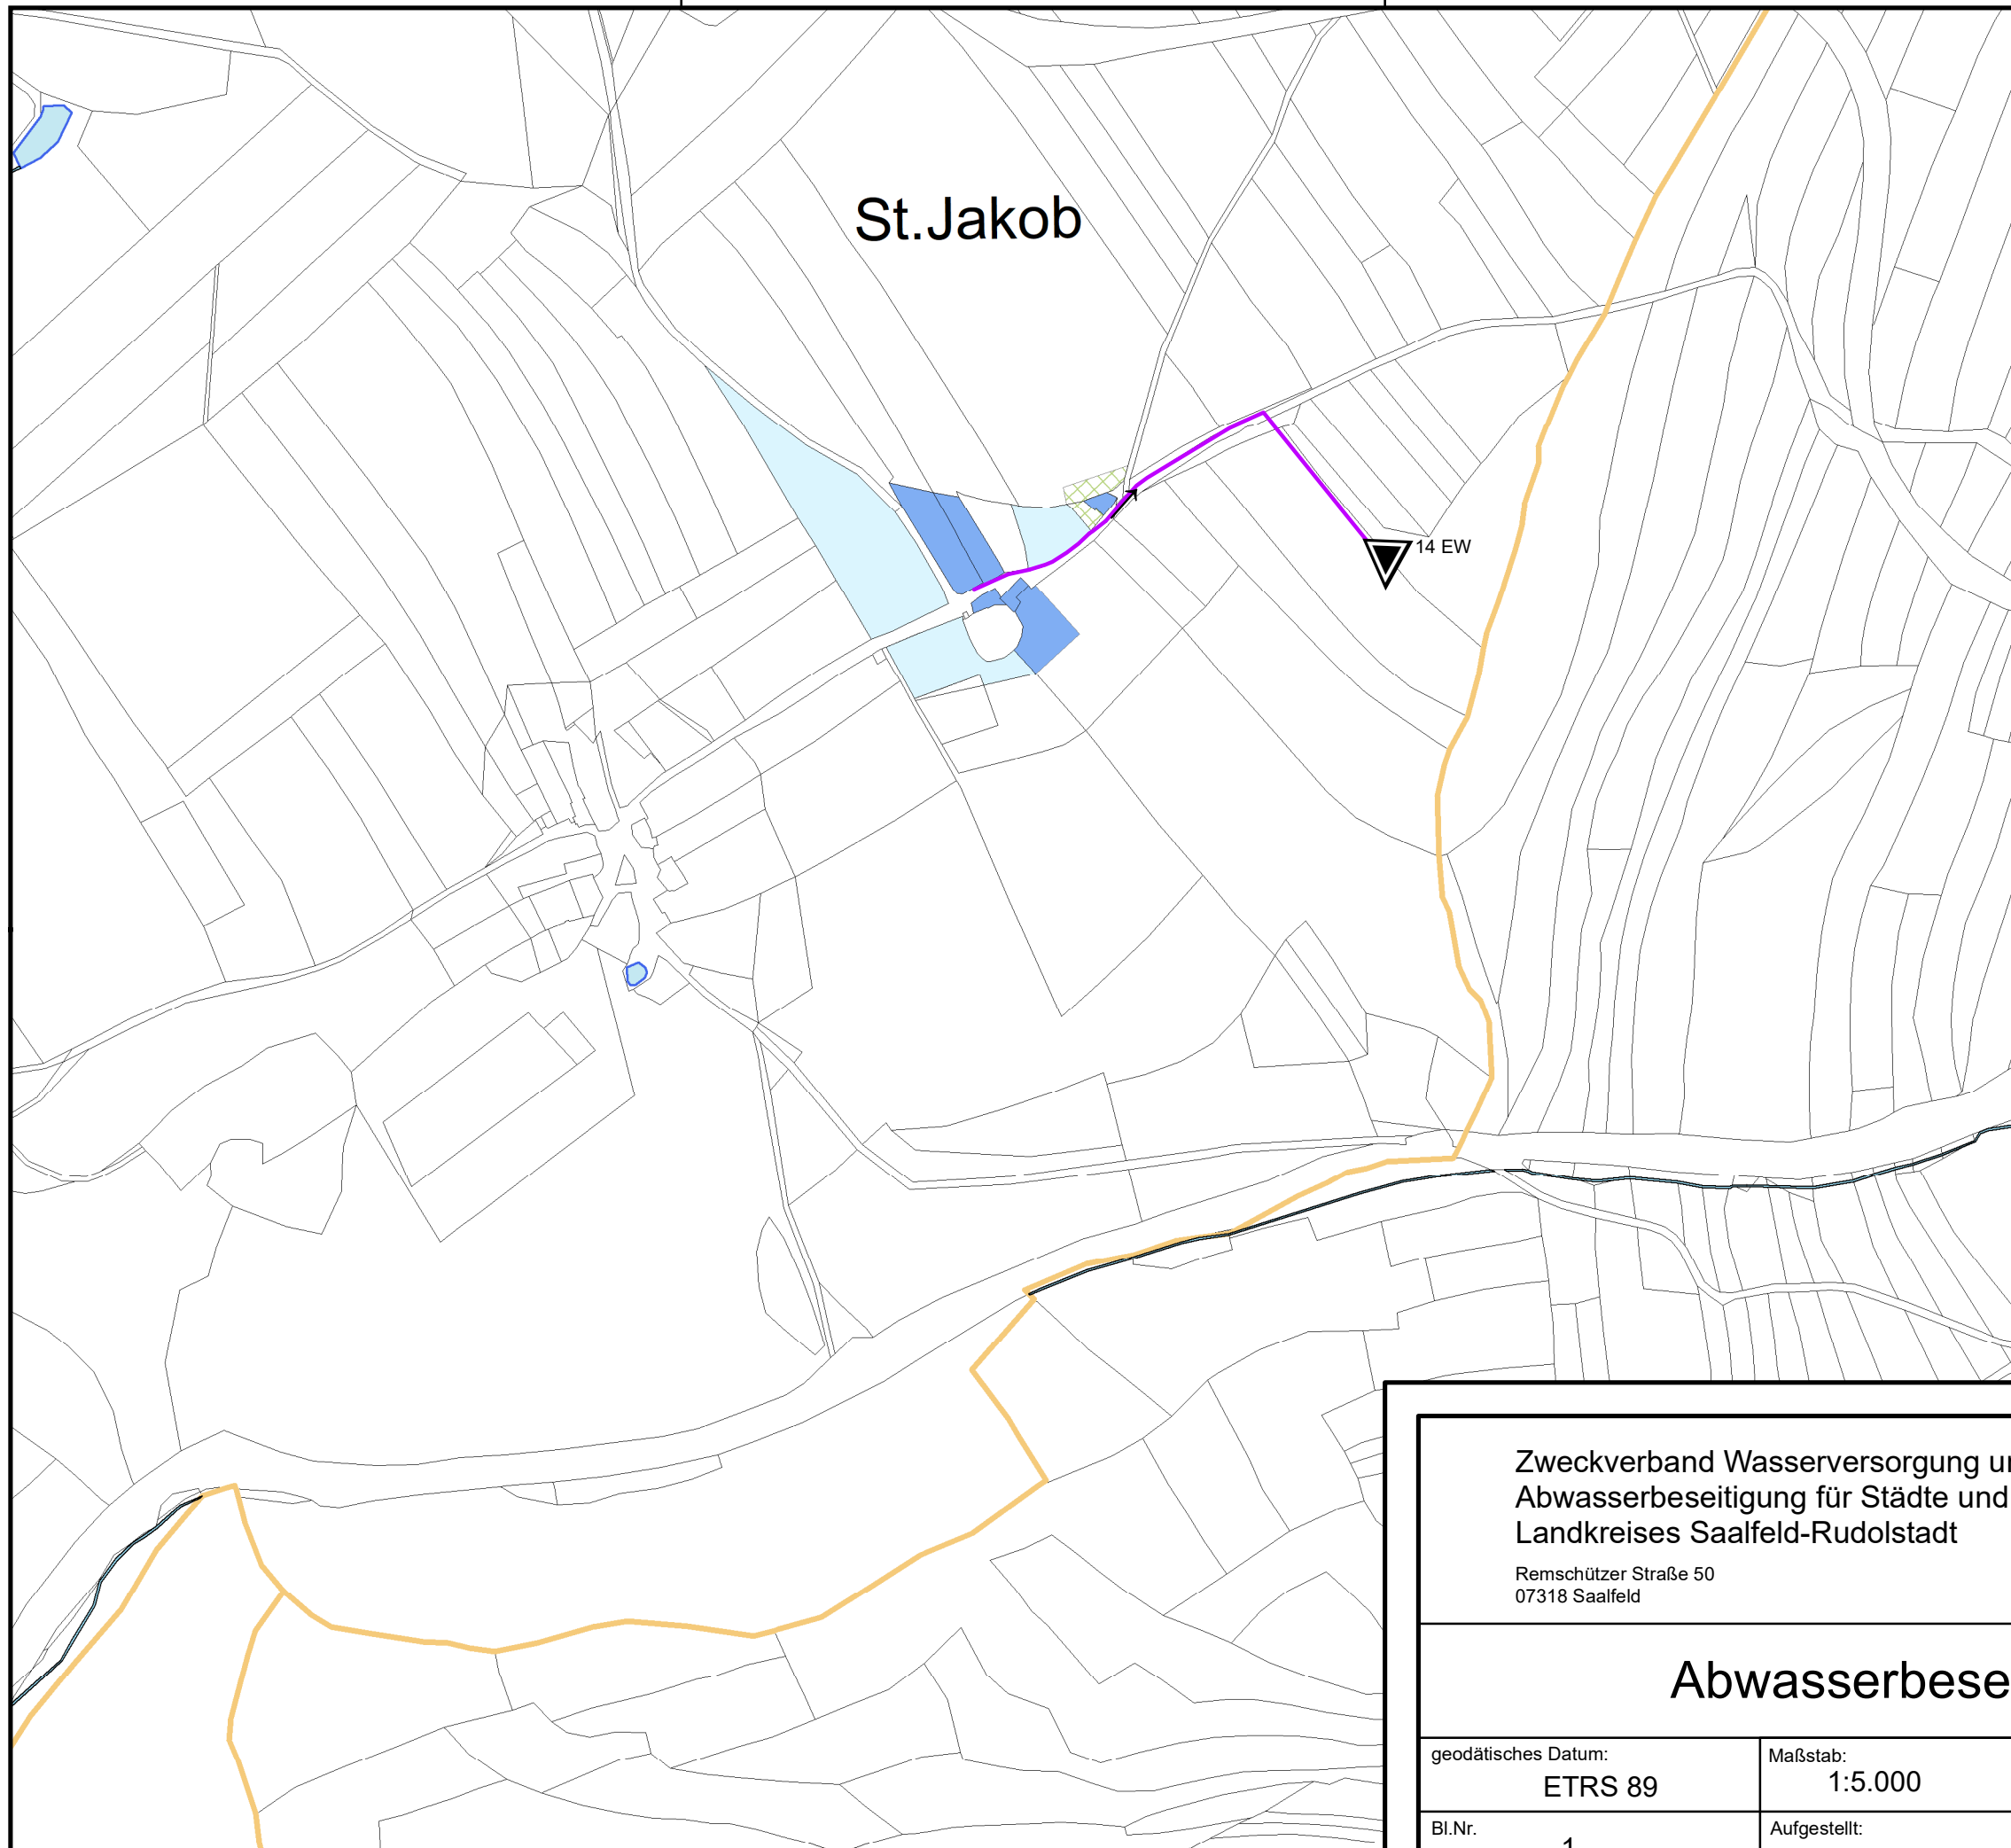 St.Jakob
14 EW
Zweckverband Wasserversorgung
Abwasserbeseitigung für Städte und
Landkreises Saalfeld-Rudolstadt
Remschützer Straße 50
07318 Saalfeld
geodätisches Datum:
ETRS 89
Maßstab:
1:5.000
Bl.Nr.
1
Aufgestellt: